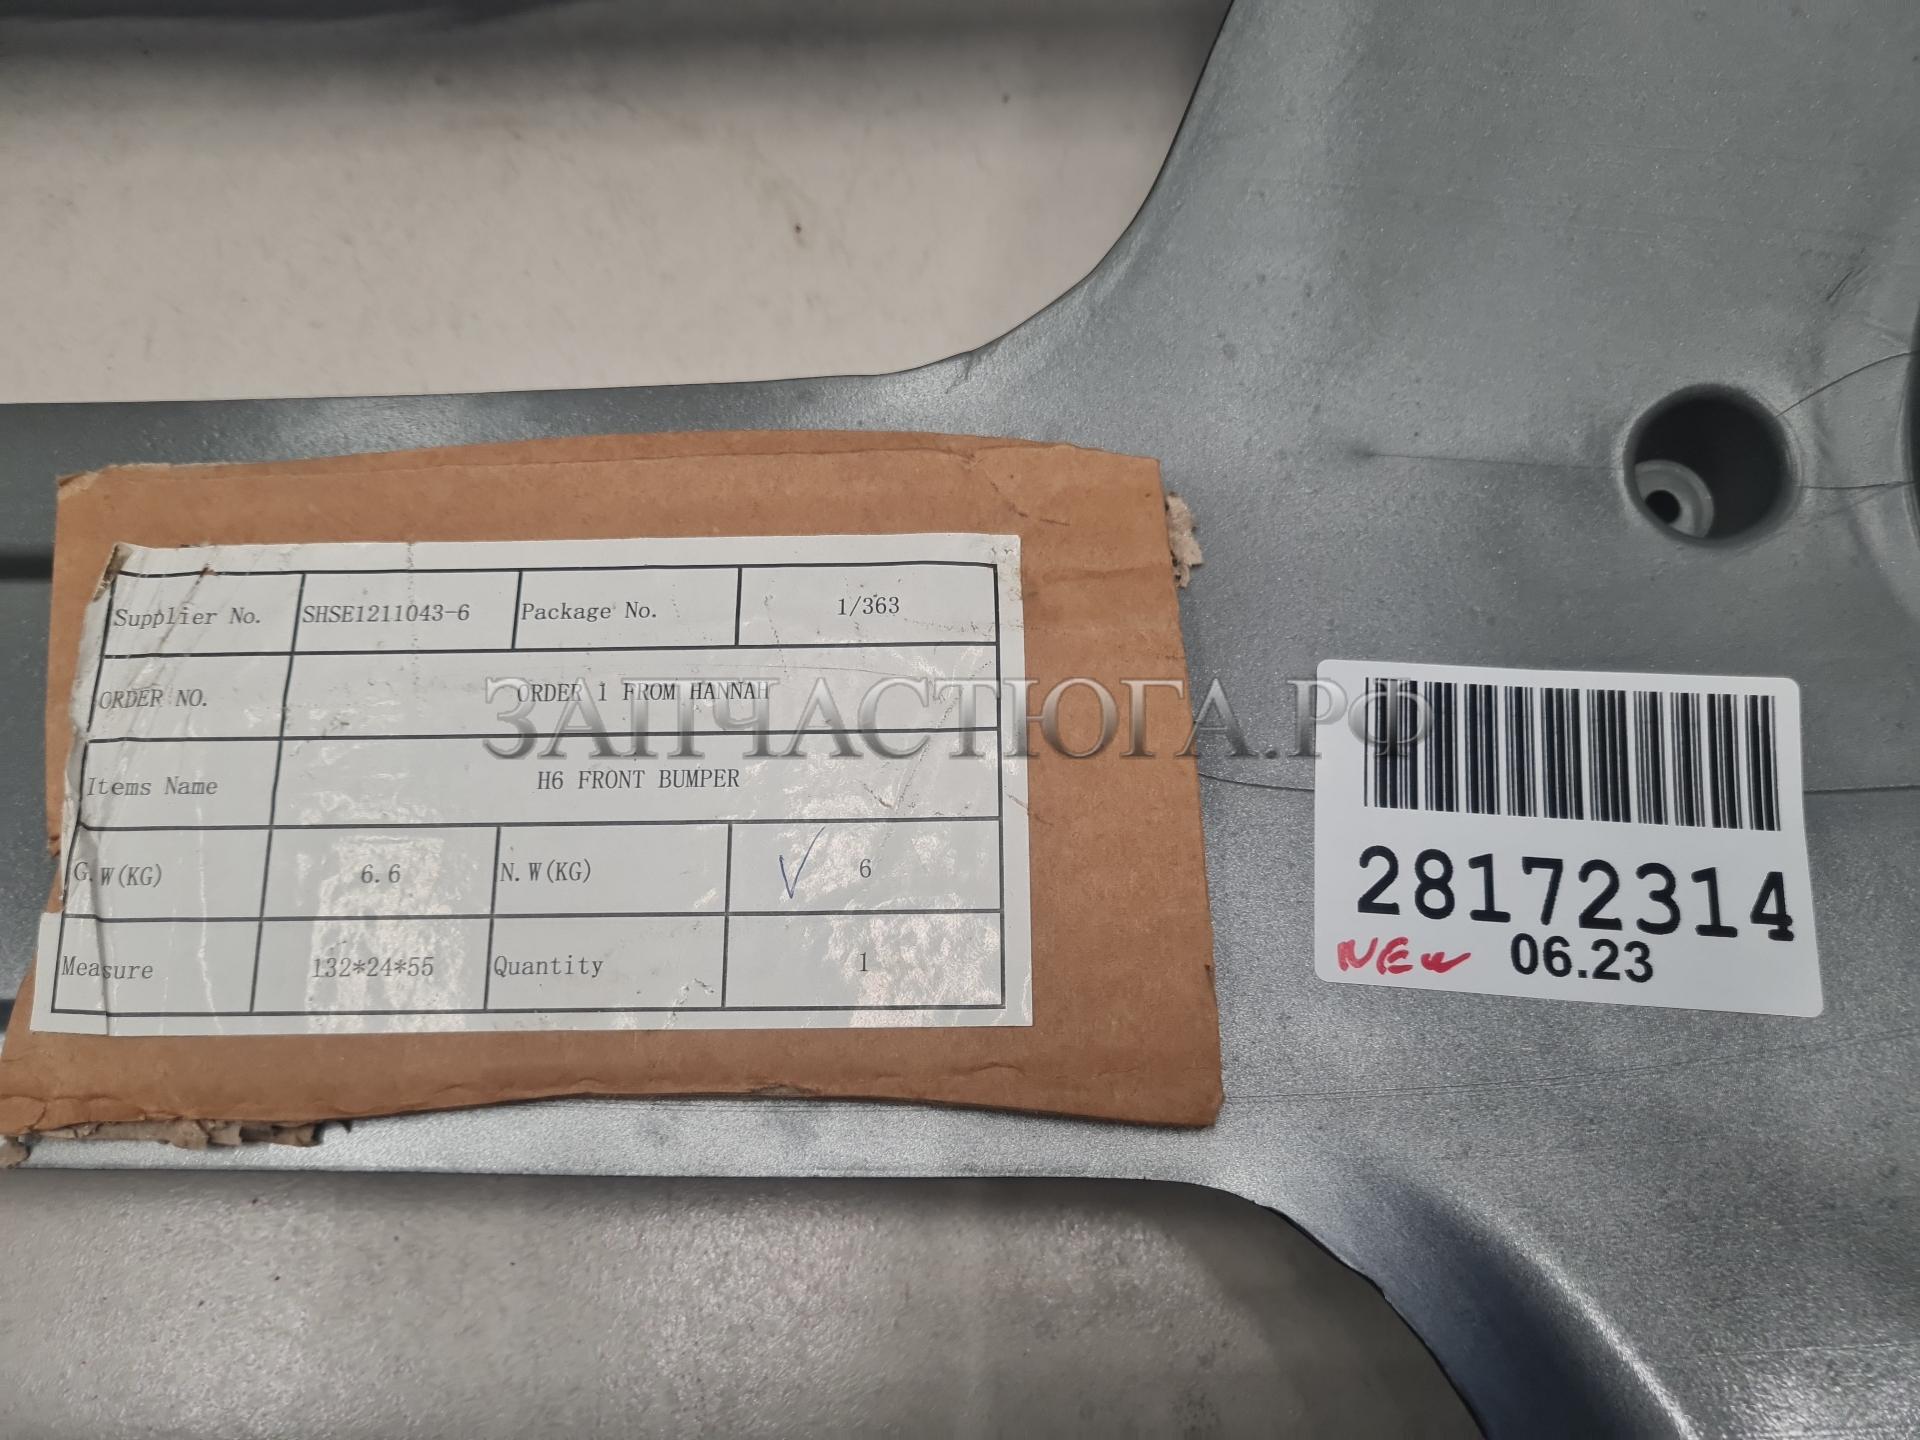 Supplier No. SHSE1211043-6 Package No. 1/363
ORDER NO. ORDER 1 FROM HANNAH
ЗАПЧАСТЮГА.РФ
Items Name H6 FRONT BUMPER
G.W(KG) 6.6 N.W(KG) 6
Measure 132*24*55 Quantity 1
28172314
NEW 06.23